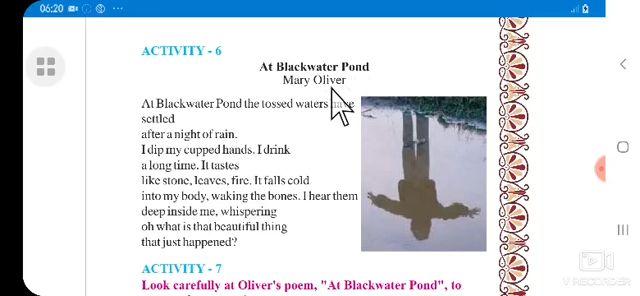 06:20
ACTIVITY - 6
At Blackwater Pond
Mary Oliver
At Blackwater Pond the tossed waters have
settled
after a night of rain.
I dip my cupped hands. I drink
a long time. It tastes
like stone, leaves, fire. It falls cold
into my body, waking the bones. I hear them
deep inside me, whispering
oh what is that beautiful thing
that just happened?
ACTIVITY - 7
Look carefully at Oliver's poem, "At Blackwater Pond", to
V RECORDER